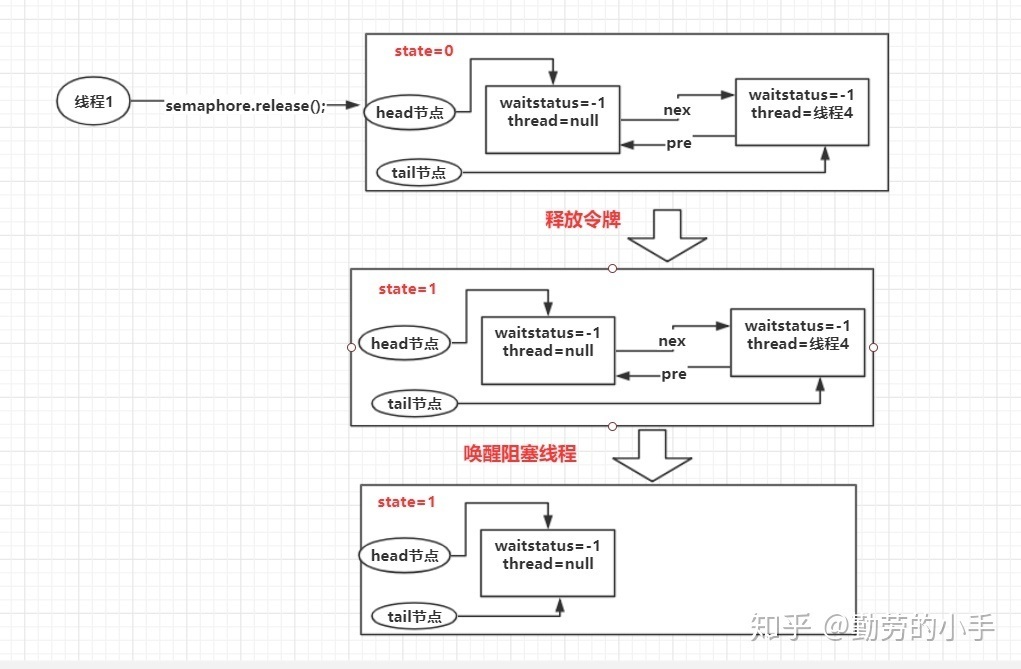 state=0
线程1
semaphore.release();
head节点
waitstatus=-1
thread=null
nex
pre
waitstatus=-1
thread=线程4
tail节点
释放令牌
state=1
head节点
waitstatus=-1
thread=null
nex
pre
waitstatus=-1
thread=线程4
tail节点
唤醒阻塞线程
state=1
head节点
waitstatus=-1
thread=null
tail节点
知乎 @勤劳的小手